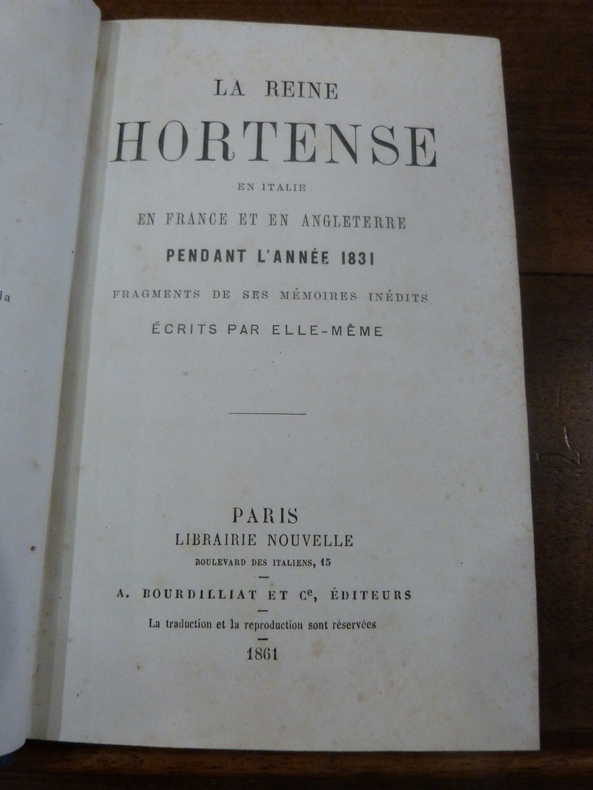 LA REINE
HORTENSE
EN ITALIE
EN FRANCE ET EN ANGLETERRE
PENDANT L'ANNÉE 1831
FRAGMENTS DE SES MÉMOIRES INÉDITS
ÉCRITS PAR ELLE-MÊME
PARIS
LIBRAIRIE NOUVELLE
BOULEVARD DES ITALIENS, 15
A. BOURDILLIAT ET Ce, ÉDITEURS
La traduction et la reproduction sont réservées
1861